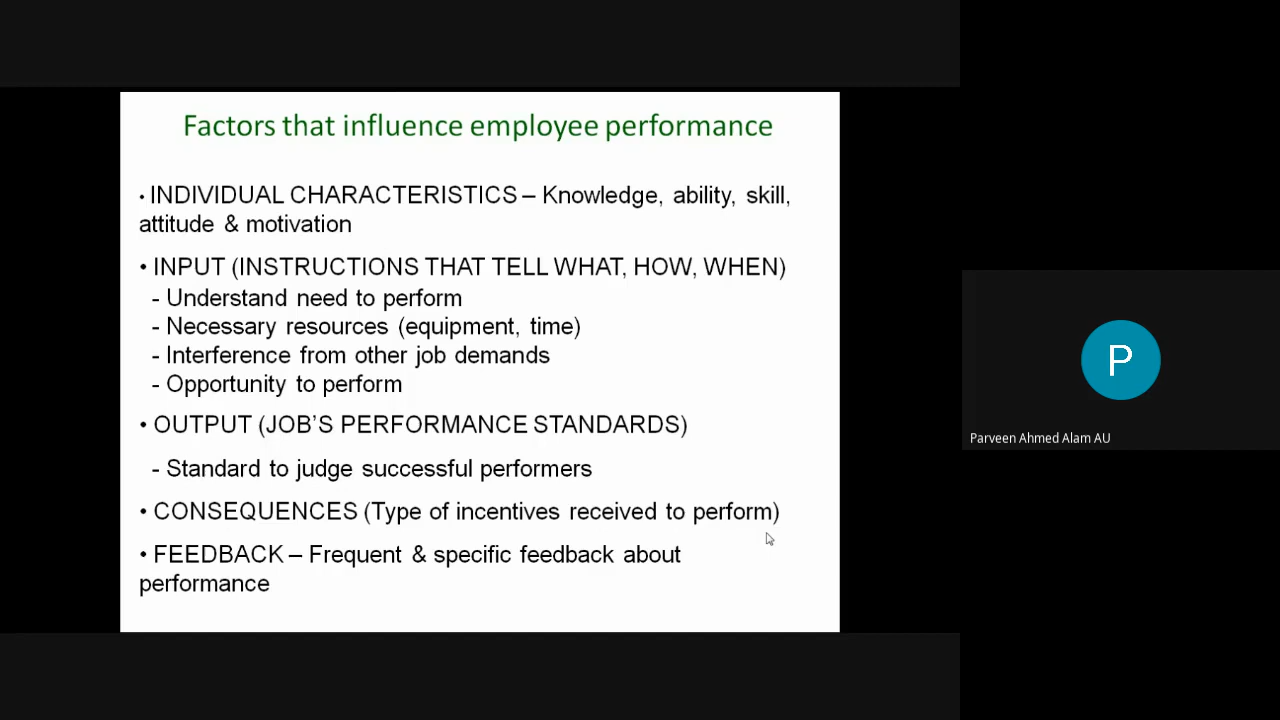 Factors that influence employee performance
• INDIVIDUAL CHARACTERISTICS – Knowledge, ability, skill,
attitude & motivation
• INPUT (INSTRUCTIONS THAT TELL WHAT, HOW, WHEN)
- Understand need to perform
- Necessary resources (equipment, time)
- Interference from other job demands
- Opportunity to perform
• OUTPUT (JOB’S PERFORMANCE STANDARDS)
- Standard to judge successful performers
• CONSEQUENCES (Type of incentives received to perform)
• FEEDBACK – Frequent & specific feedback about
performance
P
Parveen Ahmed Alam AU